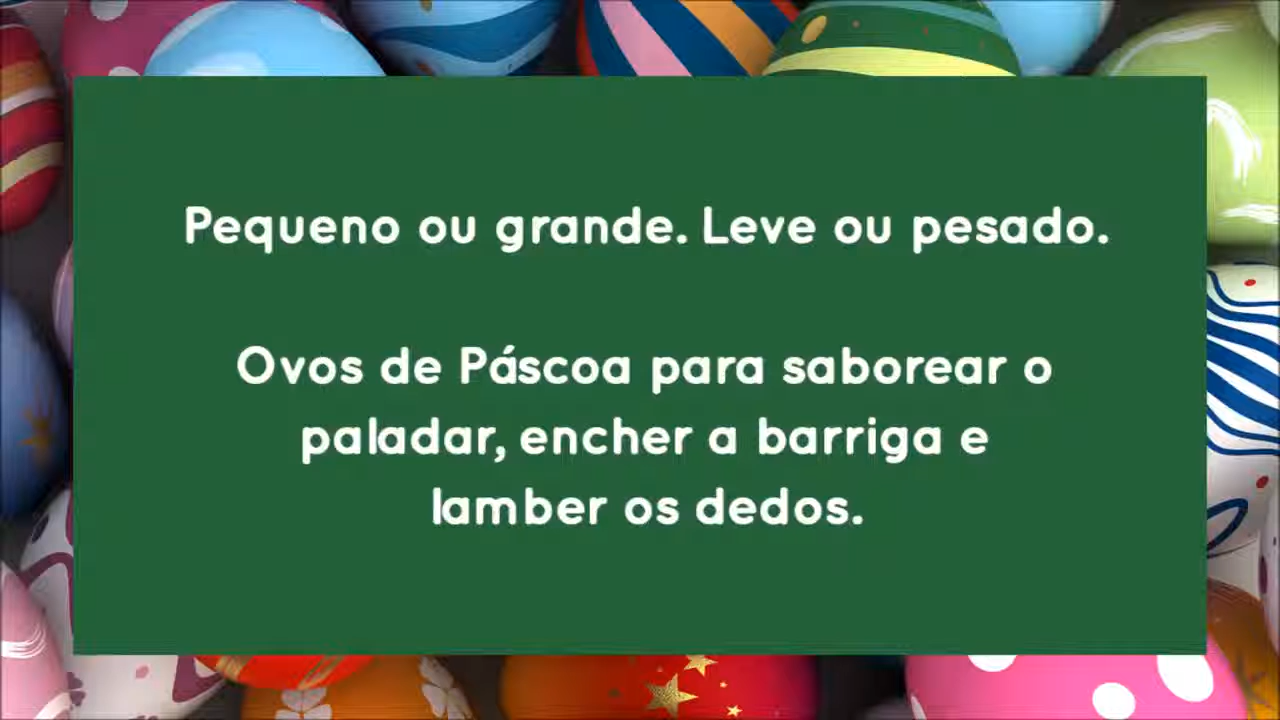 Pequeno ou grande. Leve ou pesado.
Ovos de Páscoa para saborear o
paladar, encher a barriga e
lamber os dedos.